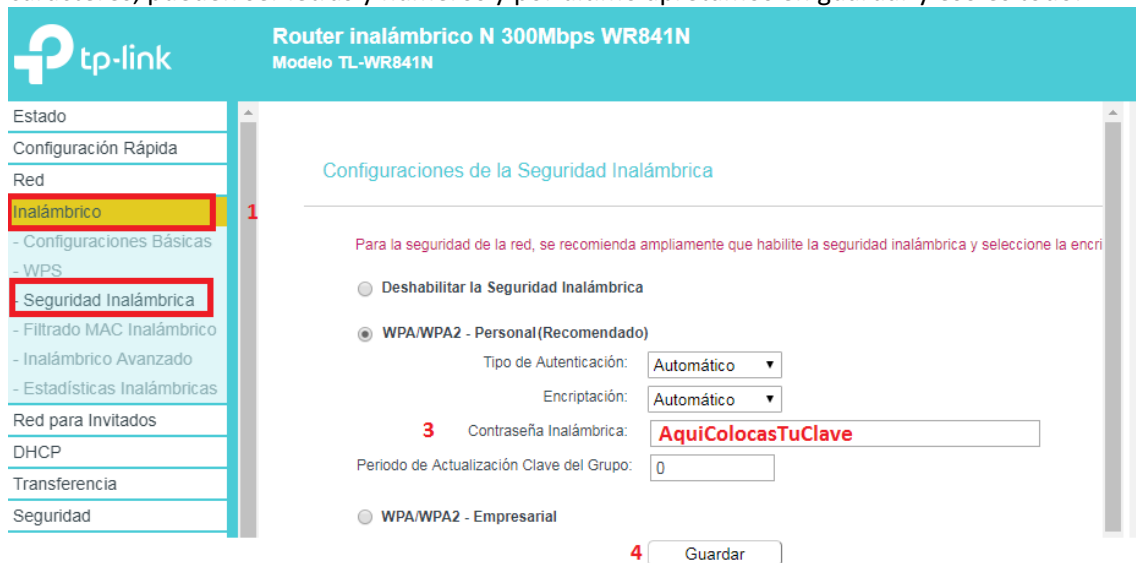 tp-link
Router inalámbrico N 300Mbps WR841N
Modelo TL-WR841N
Estado
Configuración Rápida
Red
Inalámbrico 1
- Configuraciones Básicas
- WPS
- Seguridad Inalámbrica
- Filtrado MAC Inalámbrico
- Inalámbrico Avanzado
- Estadísticas Inalámbricas
Red para Invitados
DHCP
Transferencia
Seguridad
Configuraciones de la Seguridad Inalámbrica
Para la seguridad de la red, se recomienda ampliamente que habilite la seguridad inalámbrica y seleccione la encri
Deshabilitar la Seguridad Inalámbrica
WPA/WPA2 - Personal(Recomendado)
Tipo de Autenticación: Automático
Encriptación: Automático
3 Contraseña Inalámbrica: AquiColocasTuClave
Periodo de Actualización Clave del Grupo: 0
WPA/WPA2 - Empresarial
4 Guardar